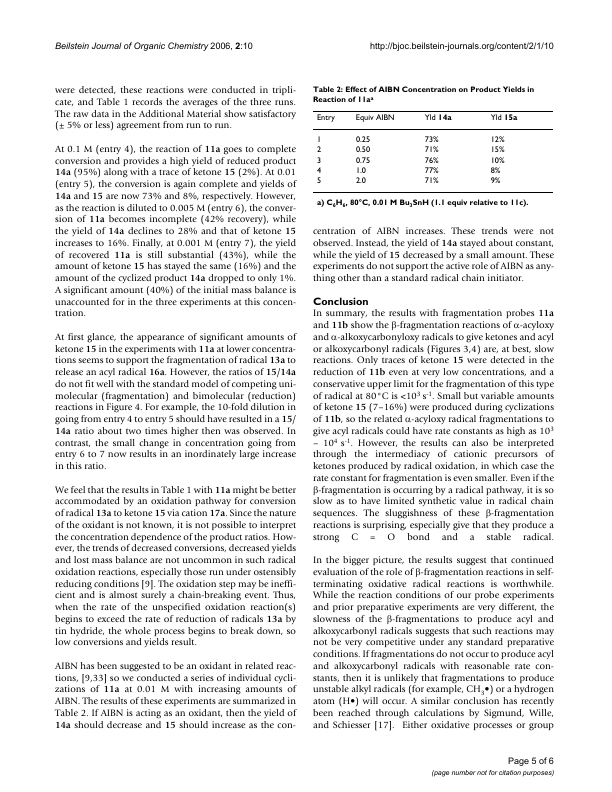 Beilstein Journal of Organic Chemistry 2006, 2:10
http://bjoc.beilstein-journals.org/content/2/1/10
were detected, these reactions were conducted in tripli-
cate, and Table 1 records the averages of the three runs.
The raw data in the Additional Material show satisfactory
(± 5% or less) agreement from run to run.
At 0.1 M (entry 4), the reaction of 11a goes to complete
conversion and provides a high yield of reduced product
14a (95%) along with a trace of ketone 15 (2%). At 0.01
(entry 5), the conversion is again complete and yields of
14a and 15 are now 73% and 8%, respectively. However,
as the reaction is diluted to 0.005 M (entry 6), the conver-
sion of 11a becomes incomplete (42% recovery), while
the yield of 14a declines to 28% and that of ketone 15
increases to 16%. Finally, at 0.001 M (entry 7), the yield
of recovered 11a is still substantial (43%), while the
amount of ketone 15 has stayed the same (16%) and the
amount of the cyclized product 14a dropped to only 1%.
A significant amount (40%) of the initial mass balance is
unaccounted for in the three experiments at this concen-
tration.
At first glance, the appearance of significant amounts of
ketone 15 in the experiments with 11a at lower concentra-
tions seems to support the fragmentation of radical 13a to
release an acyl radical 16a. However, the ratios of 15/14a
do not fit well with the standard model of competing uni-
molecular (fragmentation) and bimolecular (reduction)
reactions in Figure 4. For example, the 10-fold dilution in
going from entry 4 to entry 5 should have resulted in a 15/
14a ratio about two times higher then was observed. In
contrast, the small change in concentration going from
entry 6 to 7 now results in an inordinately large increase
in this ratio.
We feel that the results in Table 1 with 11a might be better
accommodated by an oxidation pathway for conversion
of radical 13a to ketone 15 via cation 17a. Since the nature
of the oxidant is not known, it is not possible to interpret
the concentration dependence of the product ratios. How-
ever, the trends of decreased conversions, decreased yields
and lost mass balance are not uncommon in such radical
oxidation reactions, especially those run under ostensibly
reducing conditions [9]. The oxidation step may be ineffi-
cient and is almost surely a chain-breaking event. Thus,
when the rate of the unspecified oxidation reaction(s)
begins to exceed the rate of reduction of radicals 13a by
tin hydride, the whole process begins to break down, so
low conversions and yields result.
AIBN has been suggested to be an oxidant in related reac-
tions, [9,33] so we conducted a series of individual cycli-
zations of 11a at 0.01 M with increasing amounts of
AIBN. The results of these experiments are summarized in
Table 2. If AIBN is acting as an oxidant, then the yield of
14a should decrease and 15 should increase as the con-
Table 2: Effect of AIBN Concentration on Product Yields in
Reaction of 11aª
Entry Equiv AIBN Yld 14a Yld 15a
1 0.25 73% 12%
2 0.50 71% 15%
3 0.75 76% 10%
4 1.0 77% 8%
5 2.0 71% 9%
a) C₆H₆, 80°C, 0.01 M Bu₃SnH (1.1 equiv relative to 11c).
centration of AIBN increases. These trends were not
observed. Instead, the yield of 14a stayed about constant,
while the yield of 15 decreased by a small amount. These
experiments do not support the active role of AIBN as any-
thing other than a standard radical chain initiator.
Conclusion
In summary, the results with fragmentation probes 11a
and 11b show the β-fragmentation reactions of α-acyloxy
and α-alkoxycarbonyloxy radicals to give ketones and acyl
or alkoxycarbonyl radicals (Figures 3,4) are, at best, slow
reactions. Only traces of ketone 15 were detected in the
reduction of 11b even at very low concentrations, and a
conservative upper limit for the fragmentation of this type
of radical at 80°C is <10³ s⁻¹. Small but variable amounts
of ketone 15 (7–16%) were produced during cyclizations
of 11b, so the related α-acyloxy radical fragmentations to
give acyl radicals could have rate constants as high as 10³
– 10⁴ s⁻¹. However, the results can also be interpreted
through the intermediacy of cationic precursors of
ketones produced by radical oxidation, in which case the
rate constant for fragmentation is even smaller. Even if the
β-fragmentation is occurring by a radical pathway, it is so
slow as to have limited synthetic value in radical chain
sequences. The sluggishness of these β-fragmentation
reactions is surprising, especially give that they produce a
strong C = O bond and a stable radical.
In the bigger picture, the results suggest that continued
evaluation of the role of β-fragmentation reactions in self-
terminating oxidative radical reactions is worthwhile.
While the reaction conditions of our probe experiments
and prior preparative experiments are very different, the
slowness of the β-fragmentations to produce acyl and
alkoxycarbonyl radicals suggests that such reactions may
not be very competitive under any standard preparative
conditions. If fragmentations do not occur to produce acyl
and alkoxycarbonyl radicals with reasonable rate con-
stants, then it is unlikely that fragmentations to produce
unstable alkyl radicals (for example, CH₃•) or a hydrogen
atom (H•) will occur. A similar conclusion has recently
been reached through calculations by Sigmund, Wille,
and Schiesser [17]. Either oxidative processes or group
Page 5 of 6
(page number not for citation purposes)